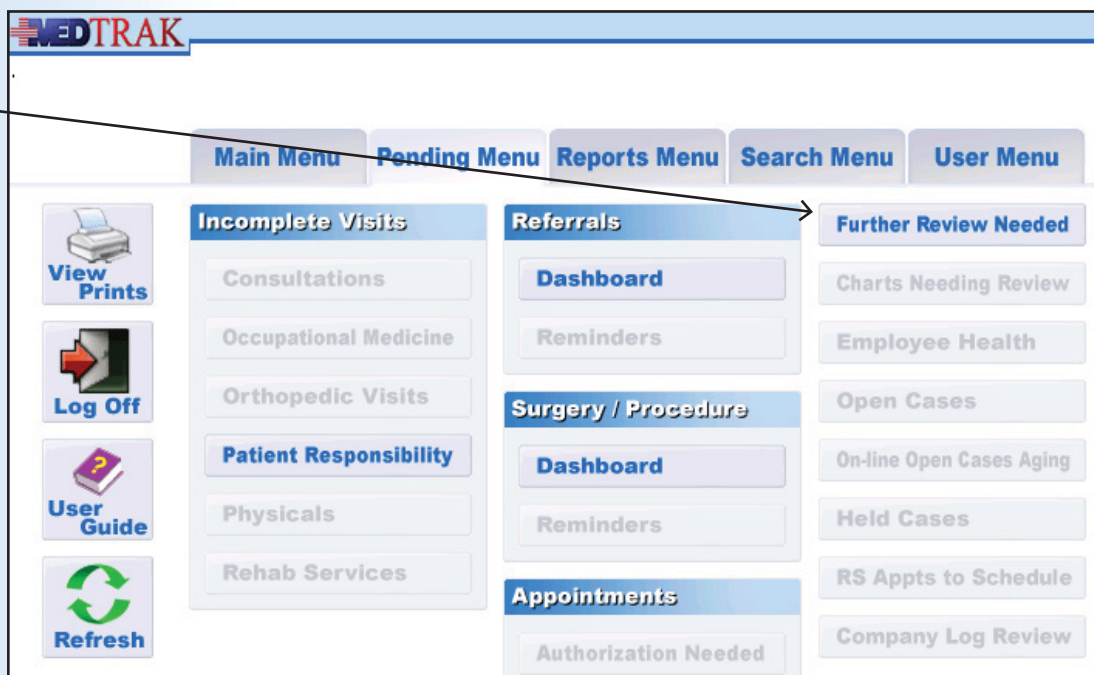 MEDTRAK
Main Menu
Pending Menu
Reports Menu
Search Menu
User Menu
View
Prints
Log Off
User
Guide
Refresh
Incomplete Visits
Consultations
Occupational Medicine
Orthopedic Visits
Patient Responsibility
Physicals
Rehab Services
Referrals
Dashboard
Reminders
Surgery / Procedure
Dashboard
Reminders
Appointments
Authorization Needed
Further Review Needed
Charts Needing Review
Employee Health
Open Cases
On-line Open Cases Aging
Held Cases
RS Appts to Schedule
Company Log Review